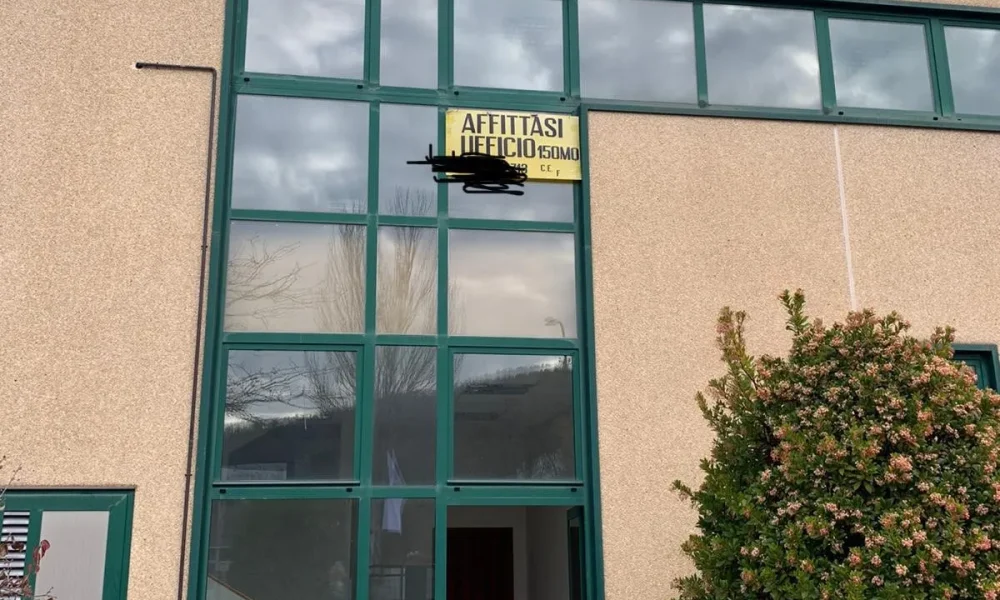 AFFITTASI
UFFICIO 150MQ
C.E. F